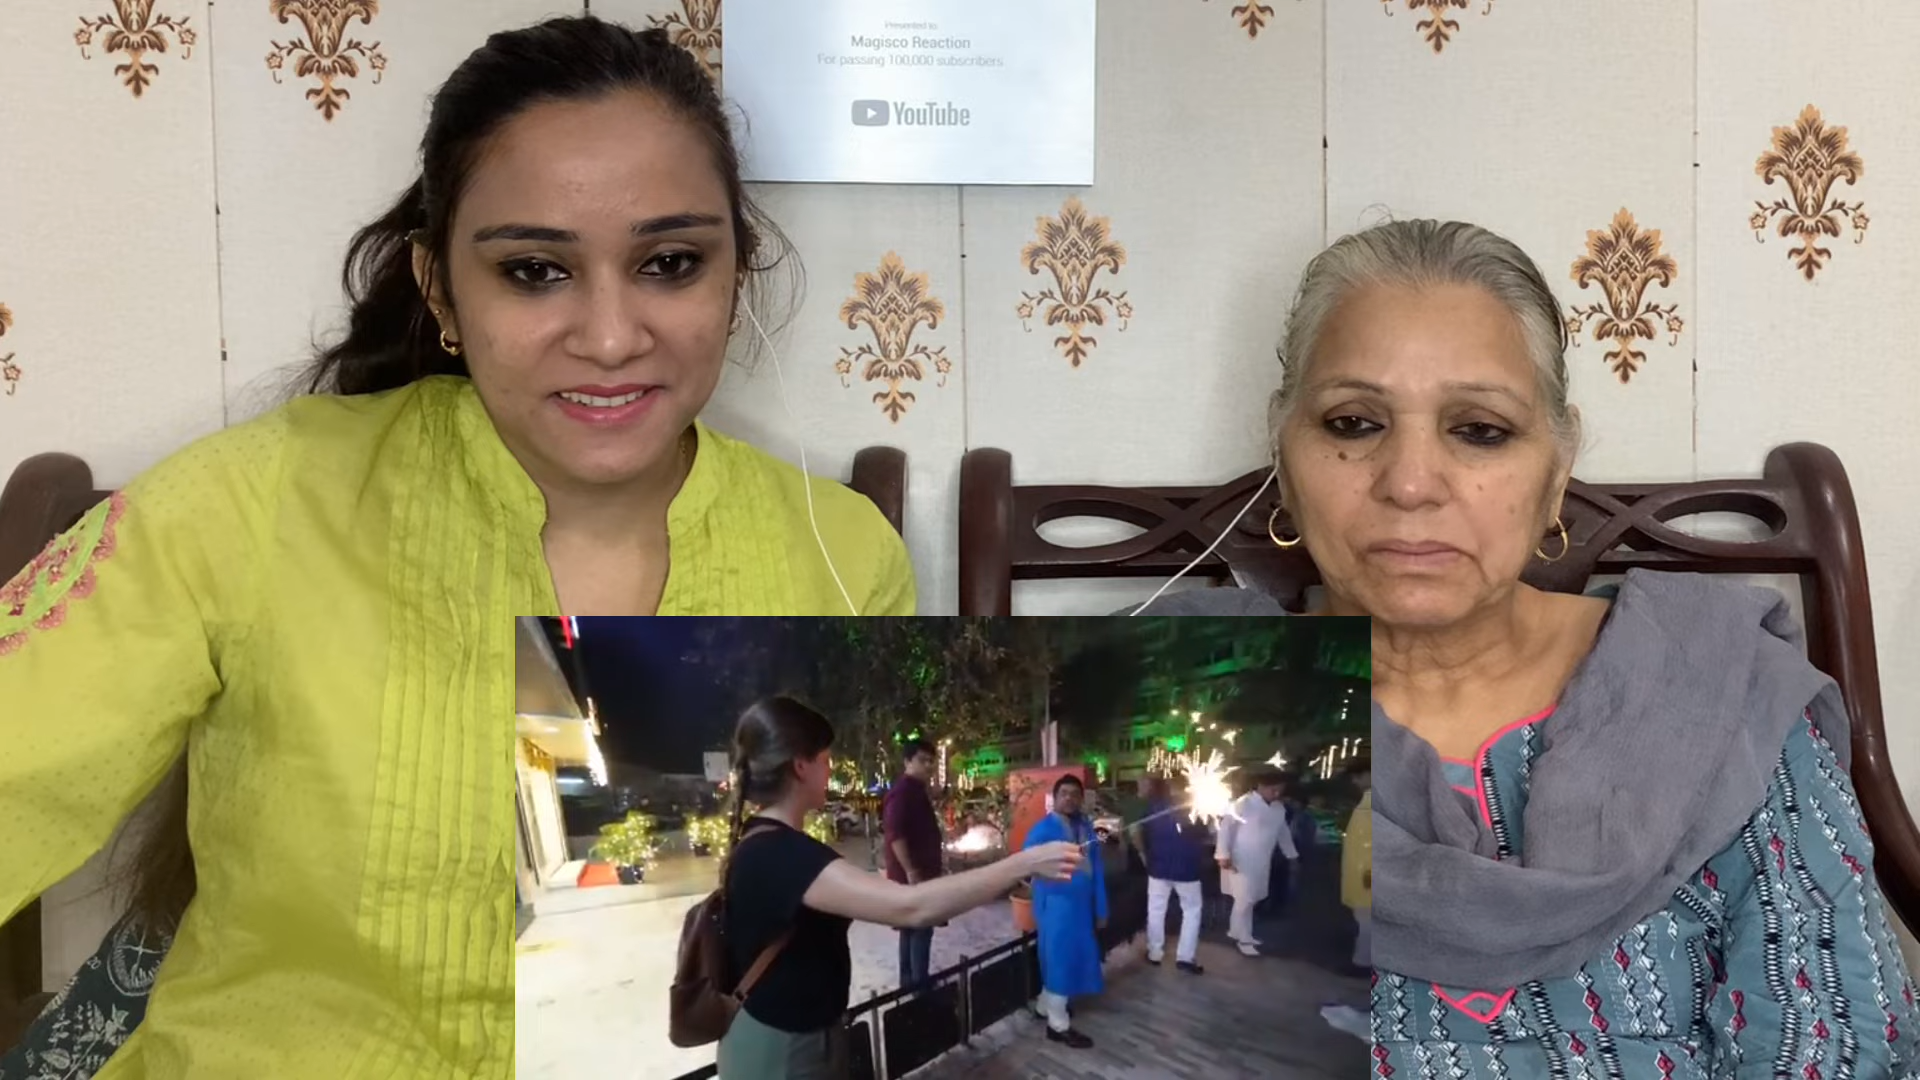 Presented to
Magisco Reaction
For passing 100,000 subscribers
YouTube